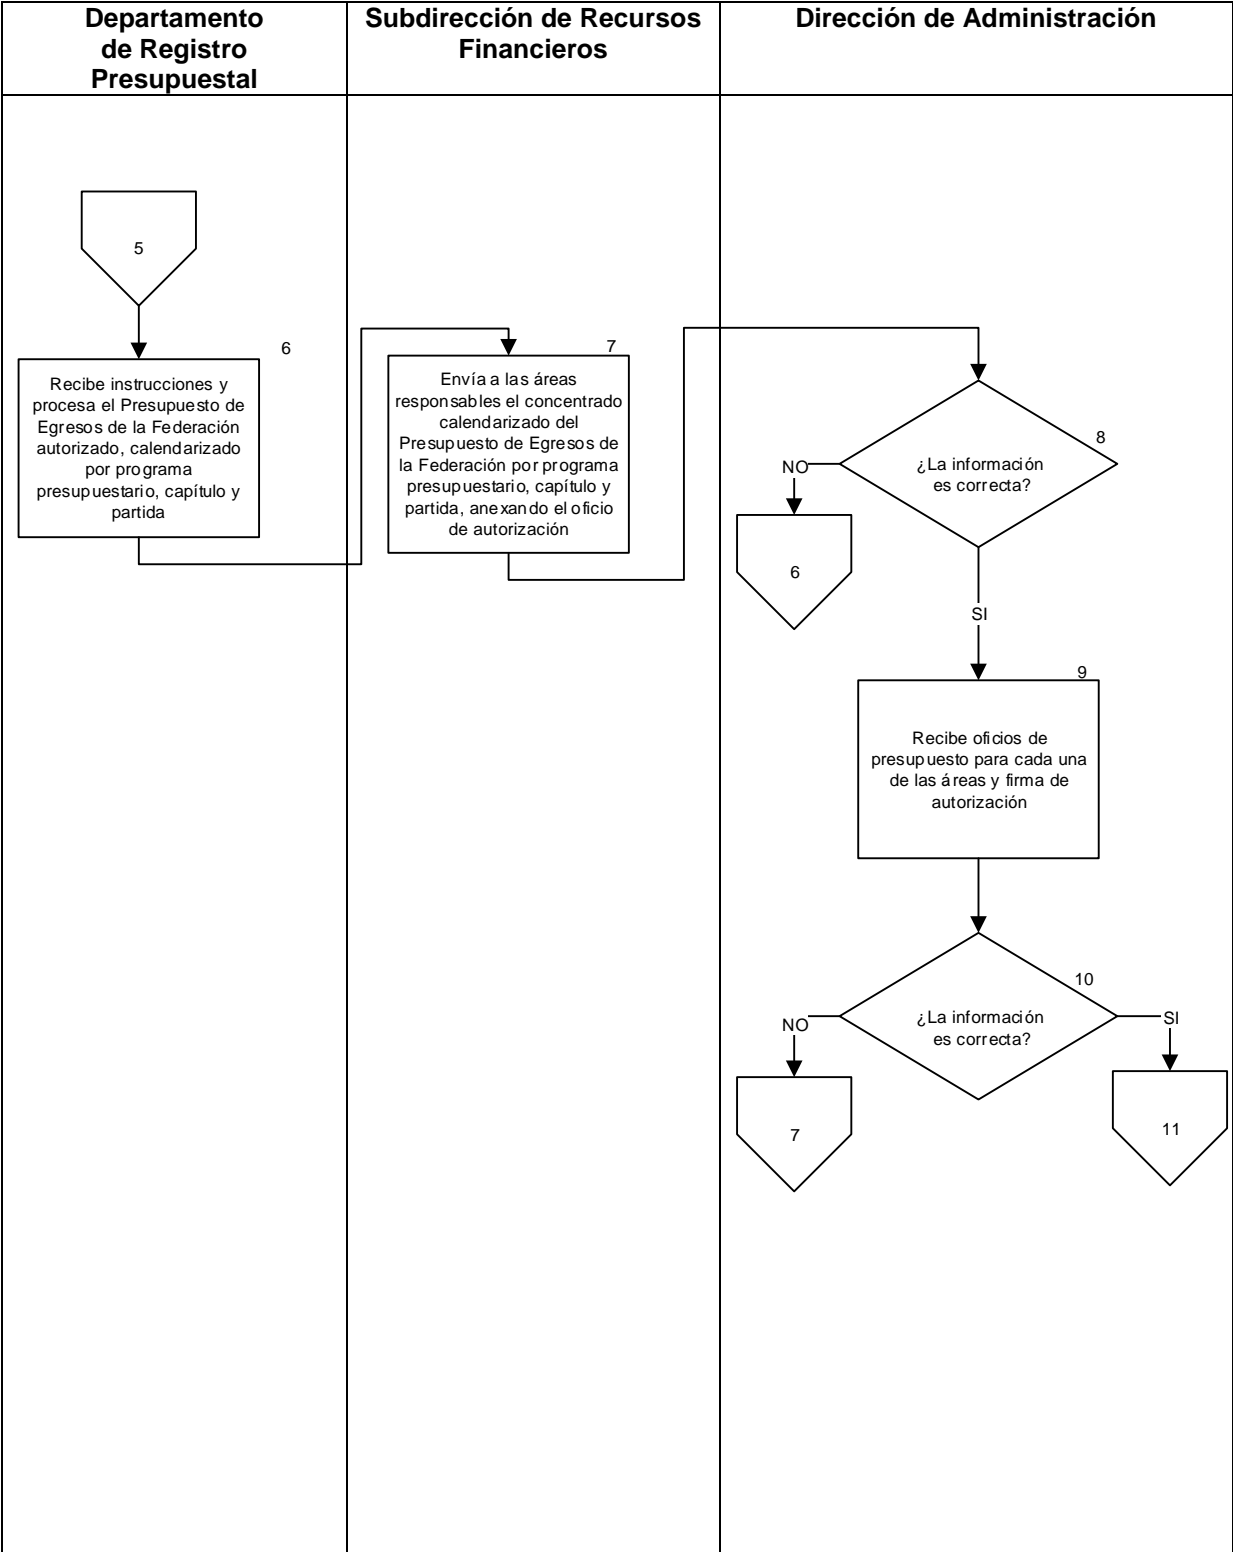 Departamento
de Registro
Presupuestal
Subdirección de Recursos
Financieros
Dirección de Administración
5
6
Recibe instrucciones y
procesa el Presupuesto de
Egresos de la Federación
autorizado, calendarizado
por programa
presupuestario, capítulo y
partida
7
Envía a las áreas
responsables el concentrado
calendarizado del
Presupuesto de Egresos de
la Federación por programa
presupuestario, capítulo y
partida, anexando el oficio
de autorización
8
¿La información
es correcta?
NO
6
SI
9
Recibe oficios de
presupuesto para cada una
de las áreas y firma de
autorización
10
¿La información
es correcta?
NO
7
SI
11